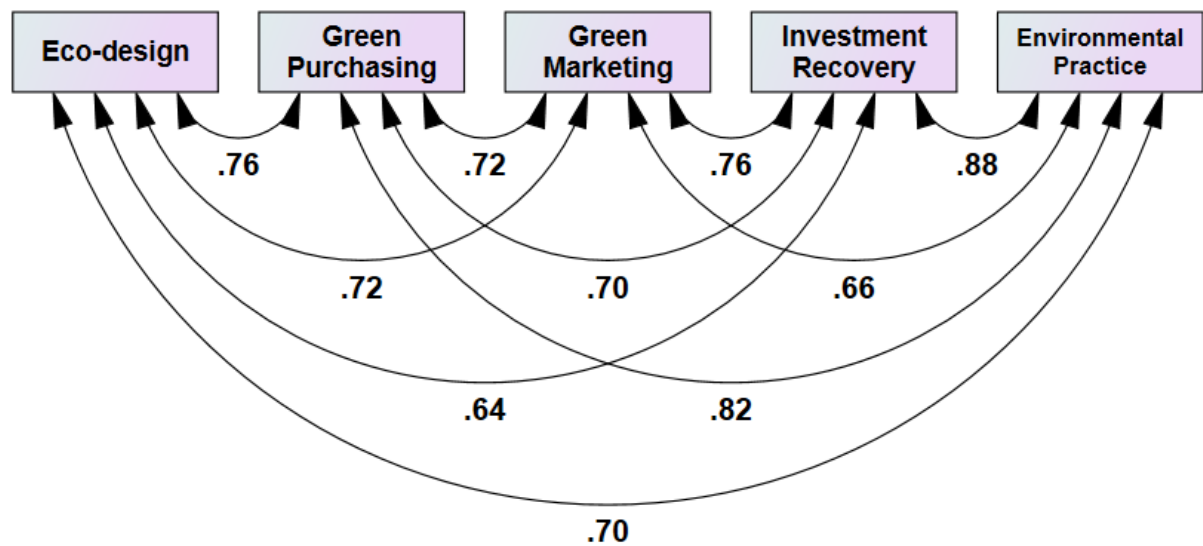 Eco-design
Green
Purchasing
Green
Marketing
Investment
Recovery
Environmental
Practice
.76
.72
.76
.88
.72
.70
.66
.64
.82
.70